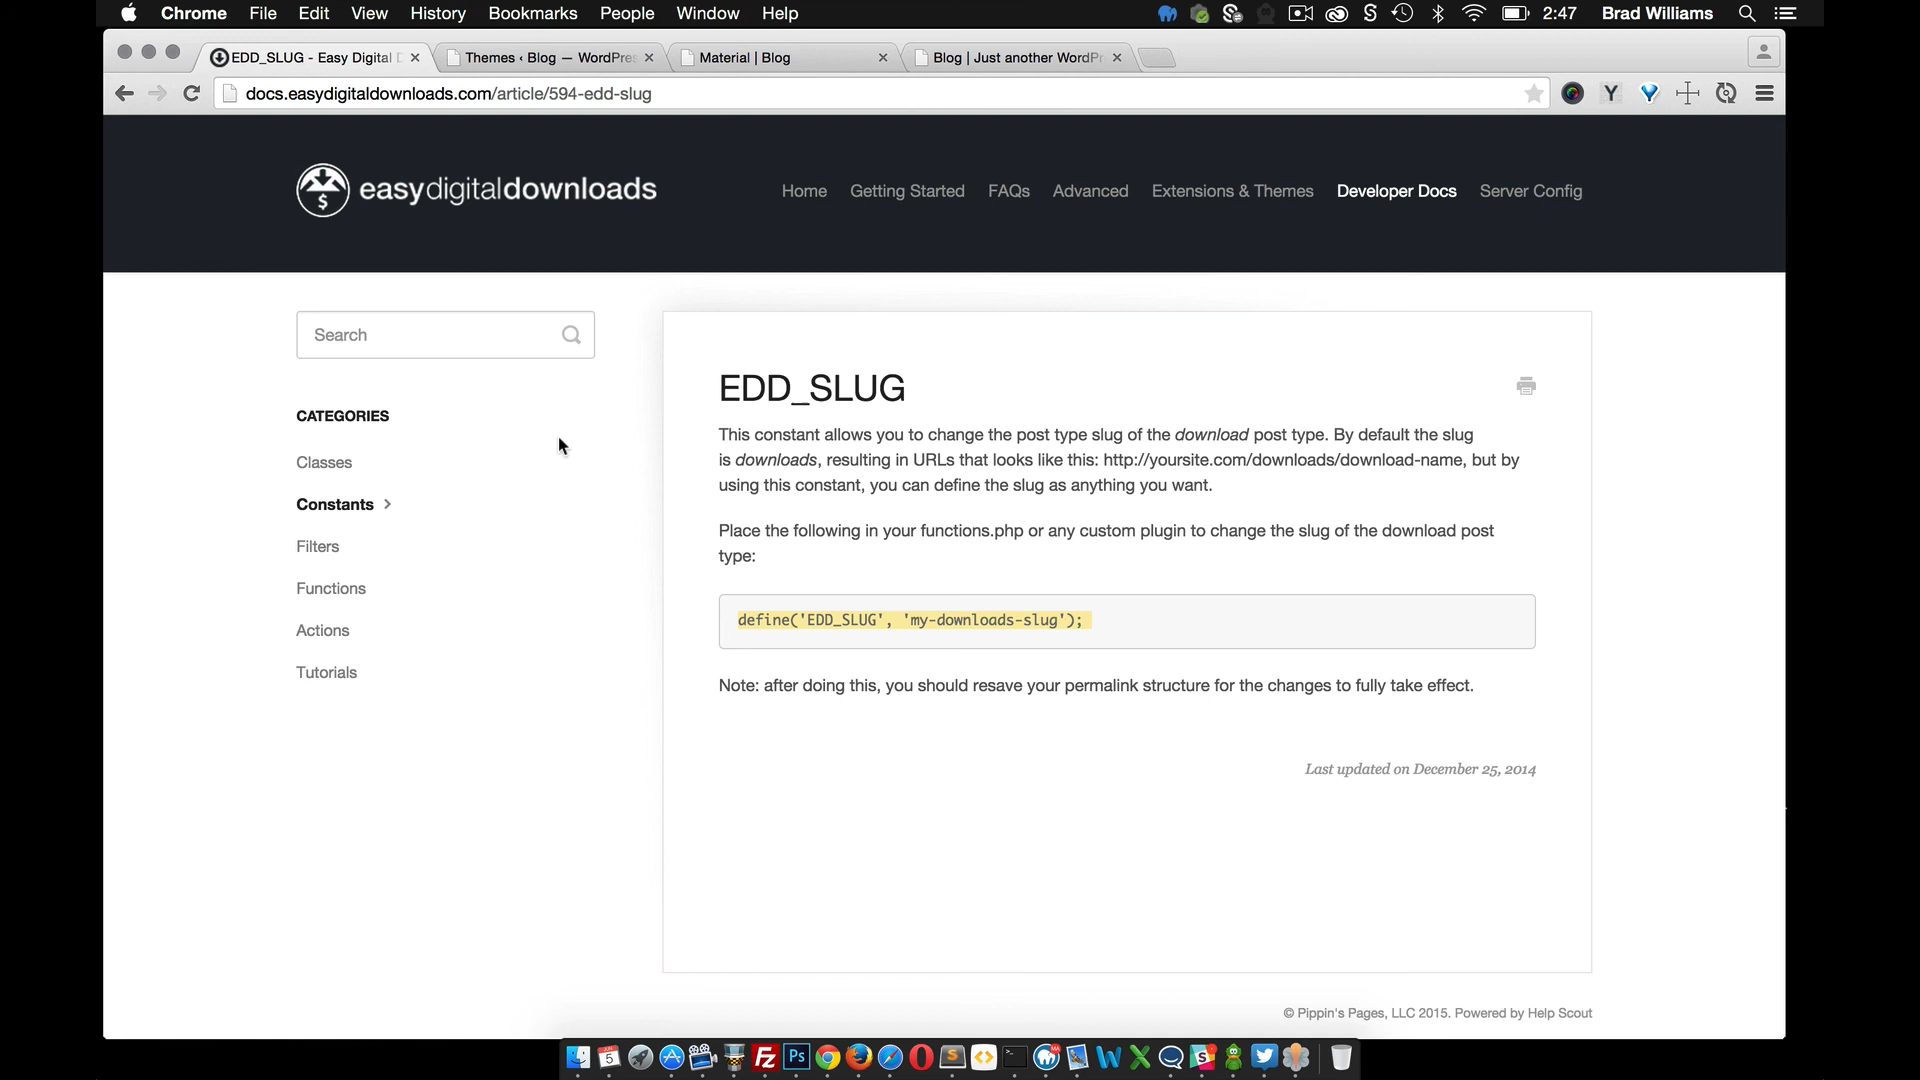 Chrome File Edit View History Bookmarks People Window Help 2:47 Brad Williams
EDD_SLUG - Easy Digital D Themes ‹ Blog — WordPres Material | Blog Blog | Just another WordPr
docs.easydigitaldownloads.com/article/594-edd-slug
easydigitaldownloads
Home Getting Started FAQs Advanced Extensions & Themes Developer Docs Server Config
Search
CATEGORIES
Classes
Constants
Filters
Functions
Actions
Tutorials
EDD_SLUG
This constant allows you to change the post type slug of the download post type. By default the slug
is downloads, resulting in URLs that looks like this: http://yoursite.com/downloads/download-name, but by
using this constant, you can define the slug as anything you want.
Place the following in your functions.php or any custom plugin to change the slug of the download post
type:
define('EDD_SLUG', 'my-downloads-slug');
Note: after doing this, you should resave your permalink structure for the changes to fully take effect.
Last updated on December 25, 2014
© Pippin's Pages, LLC 2015. Powered by Help Scout